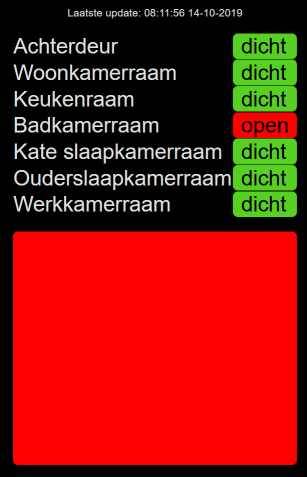 Laatste update: 08:11:56 14-10-2019
Achterdeur dicht
Woonkamerraam dicht
Keukenraam dicht
Badkamerraam open
Kate slaapkamerraam dicht
Ouderslaapkamerraam dicht
Werkkamerraam dicht